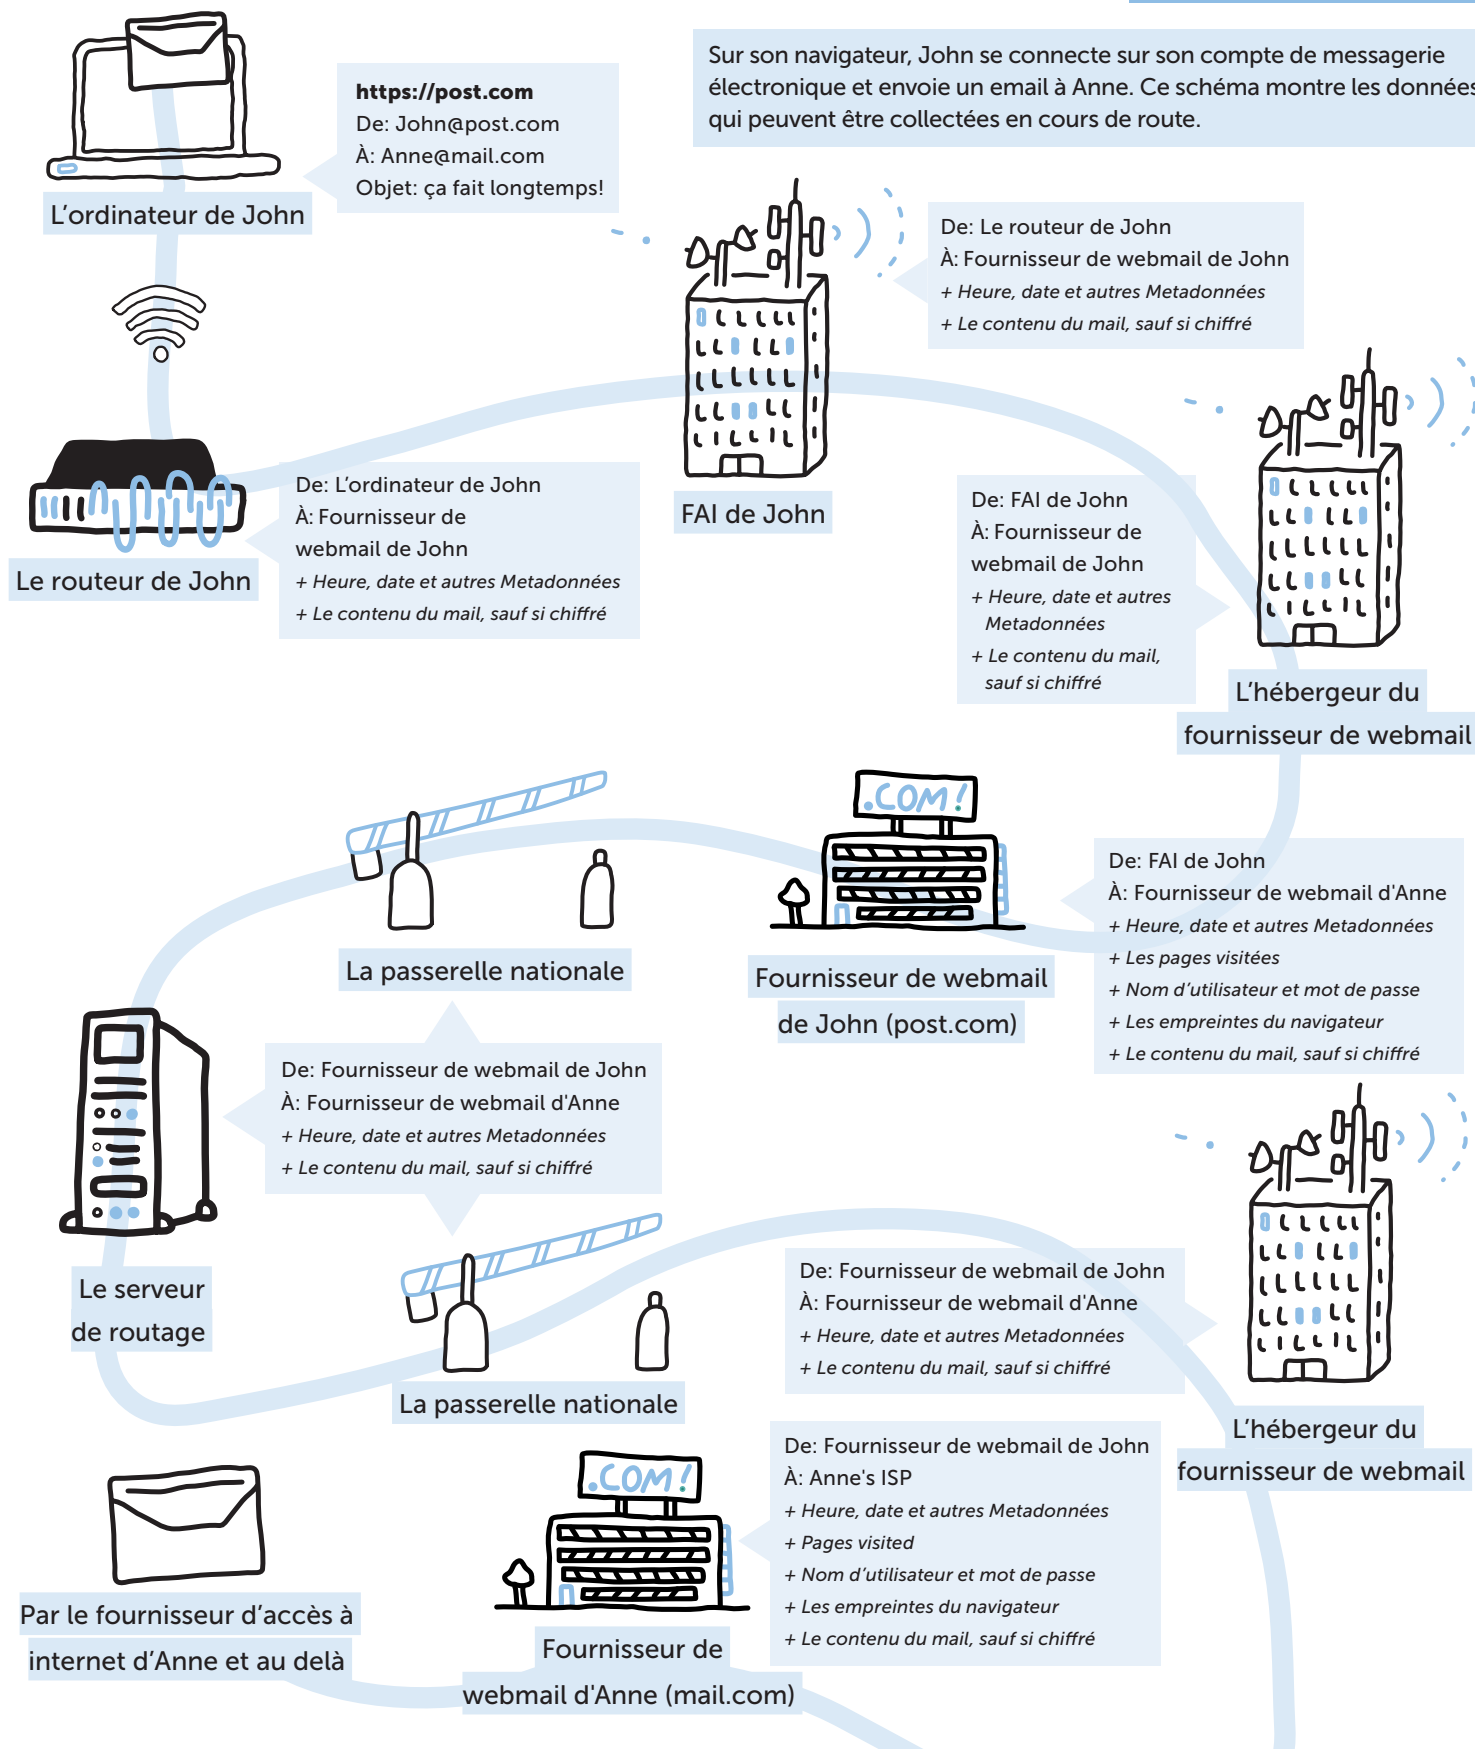 Sur son navigateur, John se connecte sur son compte de messagerie
électronique et envoie un email à Anne. Ce schéma montre les données
qui peuvent être collectées en cours de route.
https://post.com
De: John@post.com
À: Anne@mail.com
Objet: ça fait longtemps!
L'ordinateur de John
De: Le routeur de John
À: Fournisseur de webmail de John
+ Heure, date et autres Metadonnées
+ Le contenu du mail, sauf si chiffré
FAI de John
De: L'ordinateur de John
À: Fournisseur de
webmail de John
+ Heure, date et autres Metadonnées
+ Le contenu du mail, sauf si chiffré
Le routeur de John
De: FAI de John
À: Fournisseur de
webmail de John
+ Heure, date et autres
Metadonnées
+ Le contenu du mail,
sauf si chiffré
L'hébergeur du
fournisseur de webmail
.COM!
De: FAI de John
À: Fournisseur de webmail d'Anne
+ Heure, date et autres Metadonnées
+ Les pages visitées
+ Nom d'utilisateur et mot de passe
+ Les empreintes du navigateur
+ Le contenu du mail, sauf si chiffré
Fournisseur de webmail
de John (post.com)
La passerelle nationale
De: Fournisseur de webmail de John
À: Fournisseur de webmail d'Anne
+ Heure, date et autres Metadonnées
+ Le contenu du mail, sauf si chiffré
Le serveur
de routage
La passerelle nationale
De: Fournisseur de webmail de John
À: Fournisseur de webmail d'Anne
+ Heure, date et autres Metadonnées
+ Le contenu du mail, sauf si chiffré
L'hébergeur du
fournisseur de webmail
.COM!
De: Fournisseur de webmail de John
À: Anne's ISP
+ Heure, date et autres Metadonnées
+ Pages visited
+ Nom d'utilisateur et mot de passe
+ Les empreintes du navigateur
+ Le contenu du mail, sauf si chiffré
Fournisseur de
webmail d'Anne (mail.com)
Par le fournisseur d'accès à
internet d'Anne et au delà